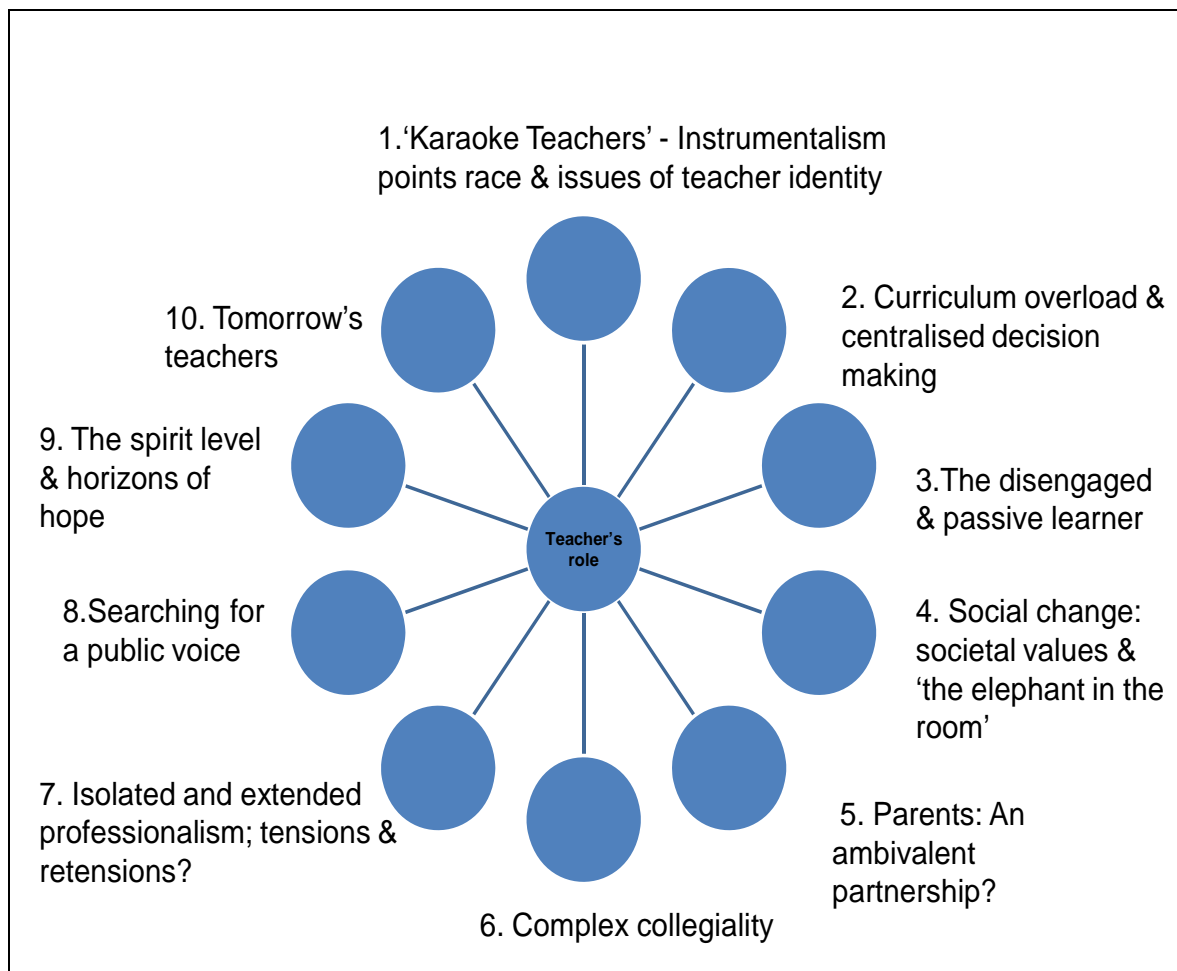 1.‘Karaoke Teachers’ - Instrumentalism
points race & issues of teacher identity
2. Curriculum overload &
centralised decision
making
3.The disengaged
& passive learner
4. Social change:
societal values &
‘the elephant in the
room’
5. Parents: An
ambivalent
partnership?
6. Complex collegiality
7. Isolated and extended
professionalism; tensions &
retensions?
8.Searching for
a public voice
9. The spirit level
& horizons of
hope
10. Tomorrow’s
teachers
Teacher’s
role